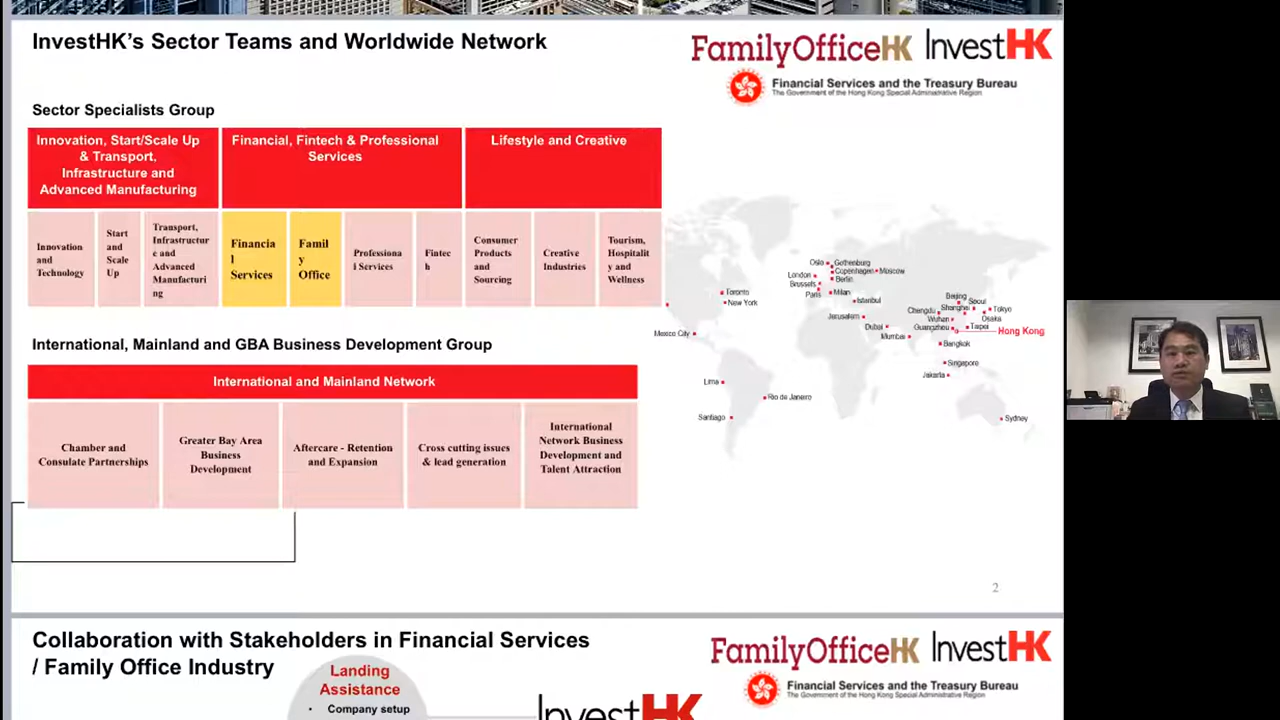 InvestHK's Sector Teams and Worldwide Network
FamilyOfficeHK InvestHK
Financial Services and the Treasury Bureau
The Government of the Hong Kong Special Administrative Region
Sector Specialists Group
Innovation, Start/Scale Up
& Transport,
Infrastructure and
Advanced Manufacturing
Financial, Fintech & Professional
Services
Lifestyle and Creative
Innovation
and
Technology
Start
and
Scale
Up
Transport,
Infrastructur
e and
Advanced
Manufacturi
ng
Financia
l
Services
Famil
y
Office
Professiona
l Services
Fintec
h
Consumer
Products
and
Sourcing
Creative
Industries
Tourism,
Hospitalit
y and
Wellness
Oslo
Gothenburg
Copenhagen
Moscow
London
Berlin
Brussels
Paris
Milan
Istanbul
Toronto
New York
Mexico City
Jerusalem
Dubai
Mumbai
Beijing
Seoul
Chengdu
Shanghai
Tokyo
Wuhan
Osaka
Guangzhou
Taipei
Hong Kong
Bangkok
Singapore
Jakarta
Lima
Rio de Janeiro
Santiago
Sydney
International, Mainland and GBA Business Development Group
International and Mainland Network
Chamber and
Consulate Partnerships
Greater Bay Area
Business
Development
Aftercare - Retention
and Expansion
Cross cutting issues
& lead generation
International
Network Business
Development and
Talent Attraction
2
Collaboration with Stakeholders in Financial Services
/ Family Office Industry
FamilyOfficeHK InvestHK
Financial Services and the Treasury Bureau
The Government of the Hong Kong Special Administrative Region
Landing
Assistance
• Company setup
InvestHK